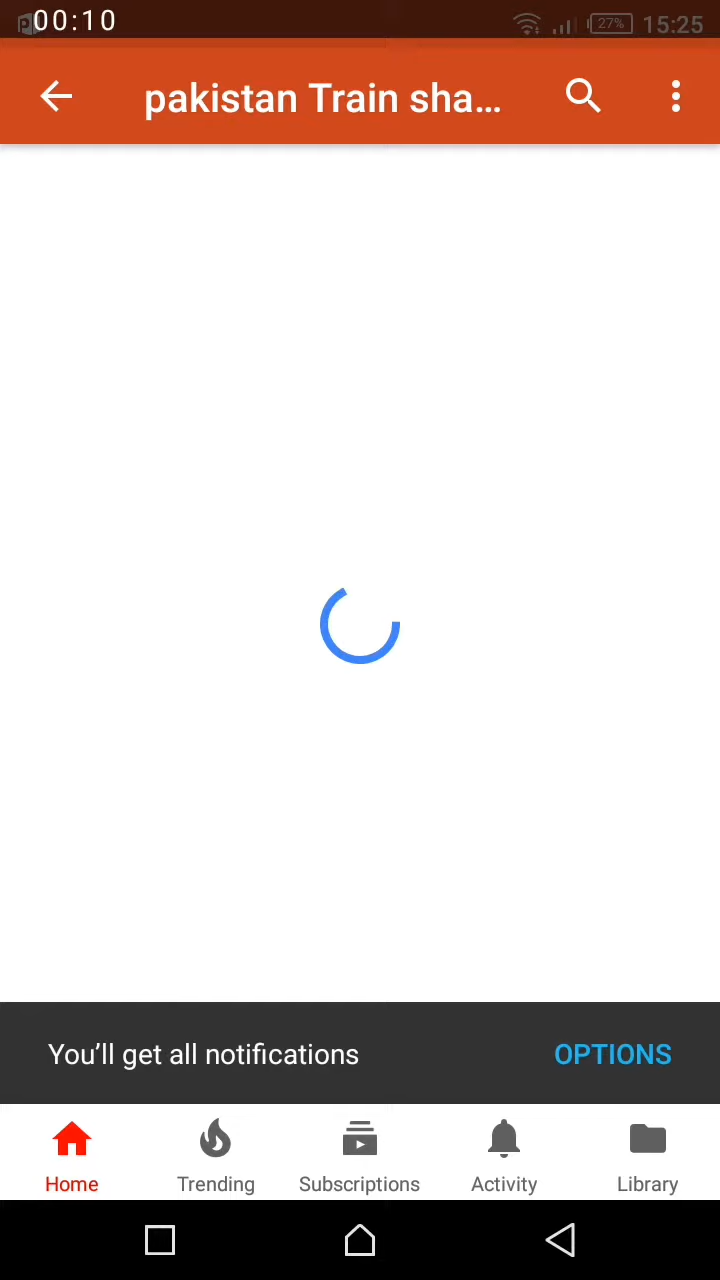 00:10
27%
15:25
pakistan Train sha...
You'll get all notifications
OPTIONS
Home
Trending
Subscriptions
Activity
Library